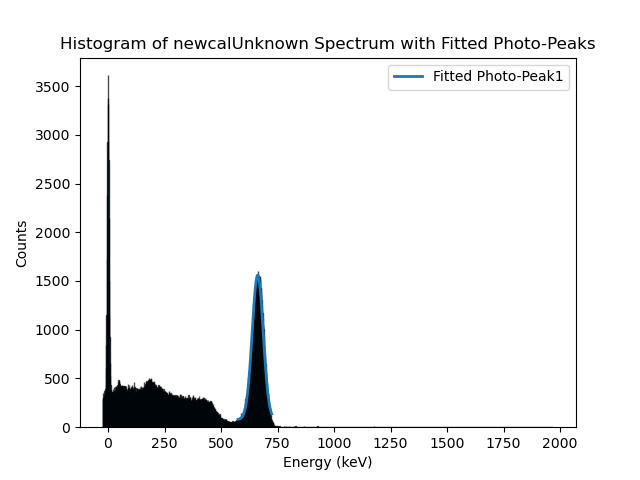 Histogram of newcalUnknown Spectrum with Fitted Photo-Peaks
Fitted Photo-Peak1
3500
3000
2500
2000
1500
1000
500
0
Counts
0 250 500 750 1000 1250 1500 1750 2000
Energy (keV)